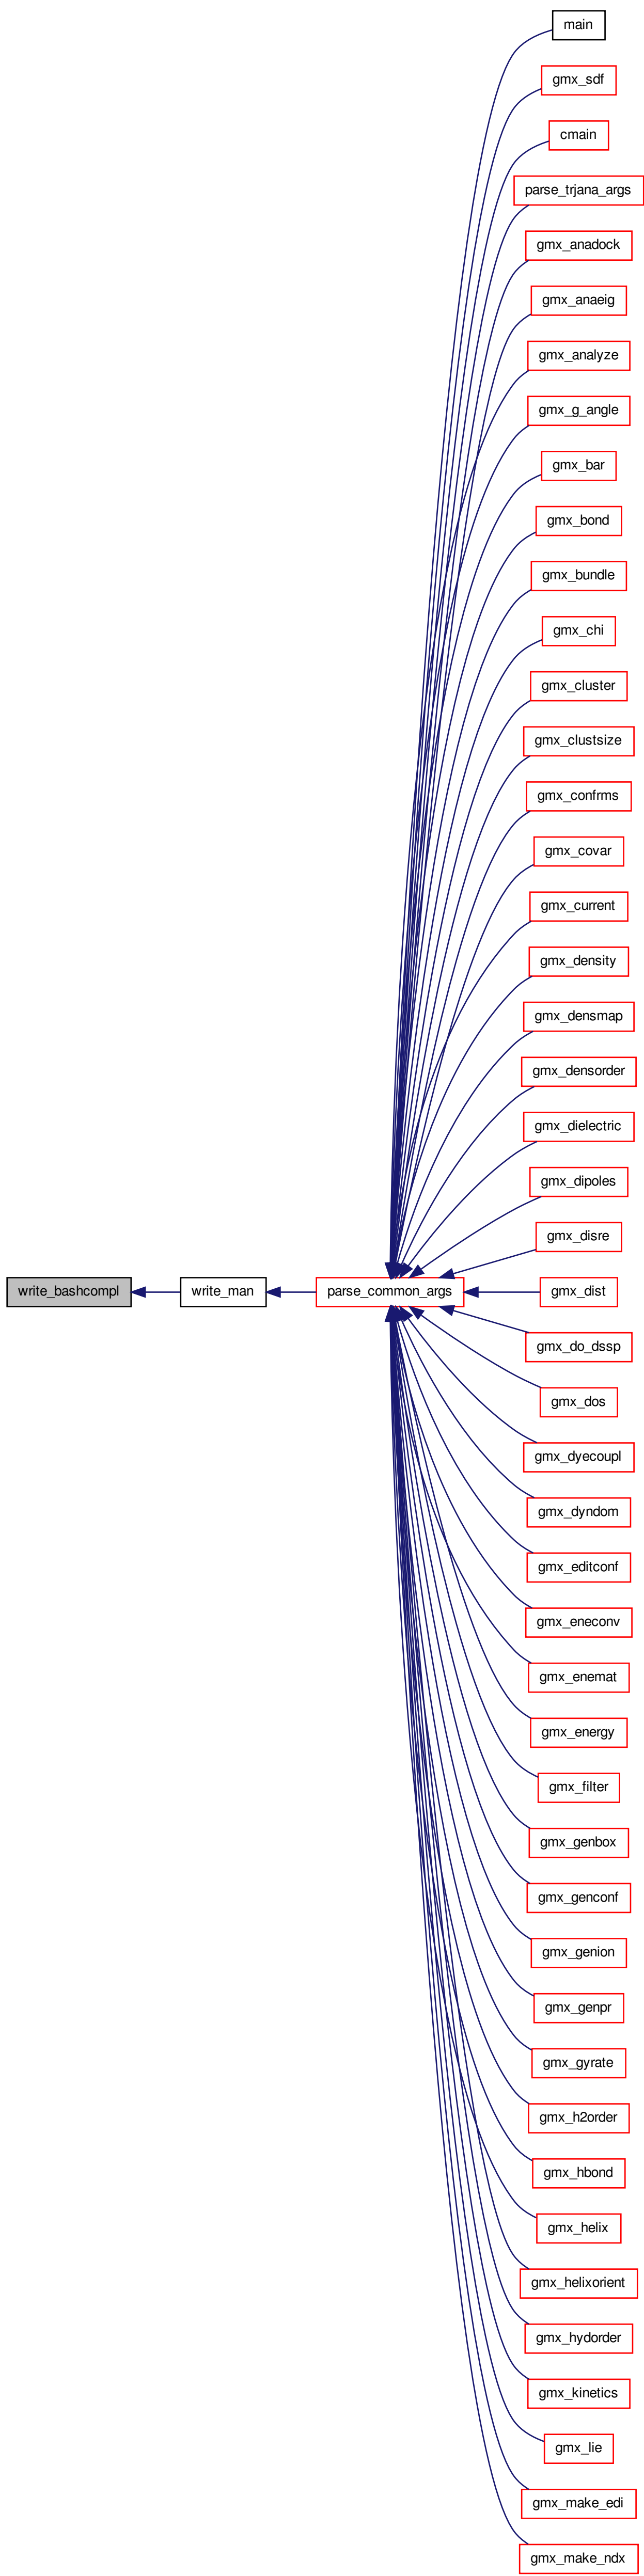 main
gmx_sdf
cmain
parse_trjana_args
gmx_anadock
gmx_anaeig
gmx_analyze
gmx_g_angle
gmx_bar
gmx_bond
gmx_bundle
gmx_chi
gmx_cluster
gmx_clustsize
gmx_confrms
gmx_covar
gmx_current
gmx_density
gmx_densmap
gmx_densorder
gmx_dielectric
gmx_dipoles
gmx_disre
write_bashcompl write_man parse_common_args gmx_dist
gmx_do_dssp
gmx_dos
gmx_dyecoupl
gmx_dyndom
gmx_editconf
gmx_eneconv
gmx_enemat
gmx_energy
gmx_filter
gmx_genbox
gmx_genconf
gmx_genion
gmx_genpr
gmx_gyrate
gmx_h2order
gmx_hbond
gmx_helix
gmx_helixorient
gmx_hydorder
gmx_kinetics
gmx_lie
gmx_make_edi
gmx_make_ndx